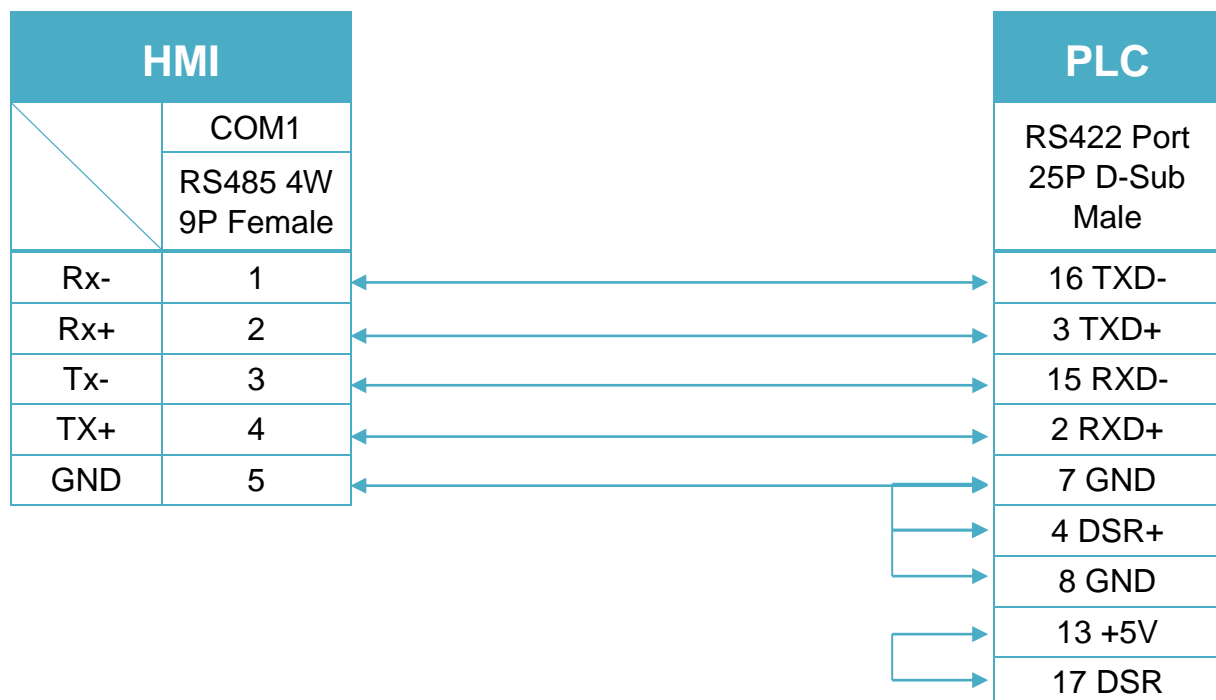 HMI
PLC
COM1
RS485 4W
9P Female
RS422 Port
25P D-Sub
Male
Rx- 1 16 TXD-
Rx+ 2 3 TXD+
Tx- 3 15 RXD-
TX+ 4 2 RXD+
GND 5 7 GND
4 DSR+
8 GND
13 +5V
17 DSR